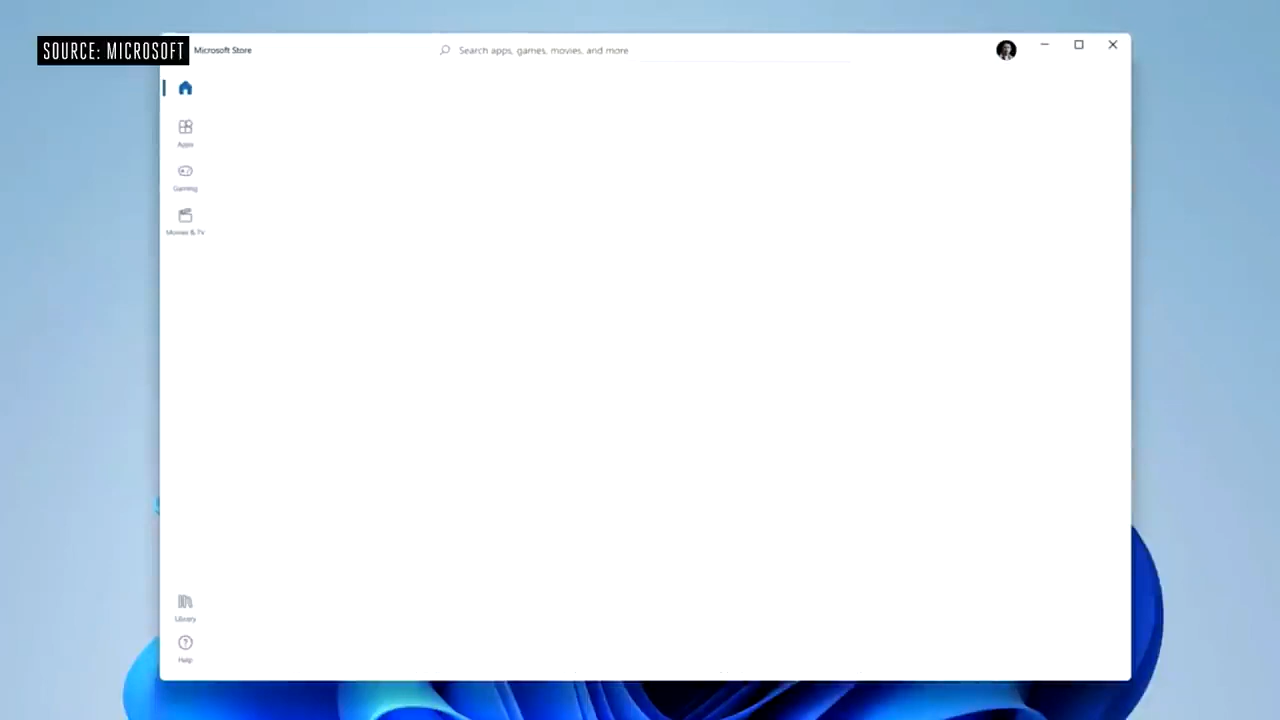 SOURCE: MICROSOFT
Microsoft Store
Search apps, games, movies, and more
Apps
Gaming
Movies & TV
Library
Help